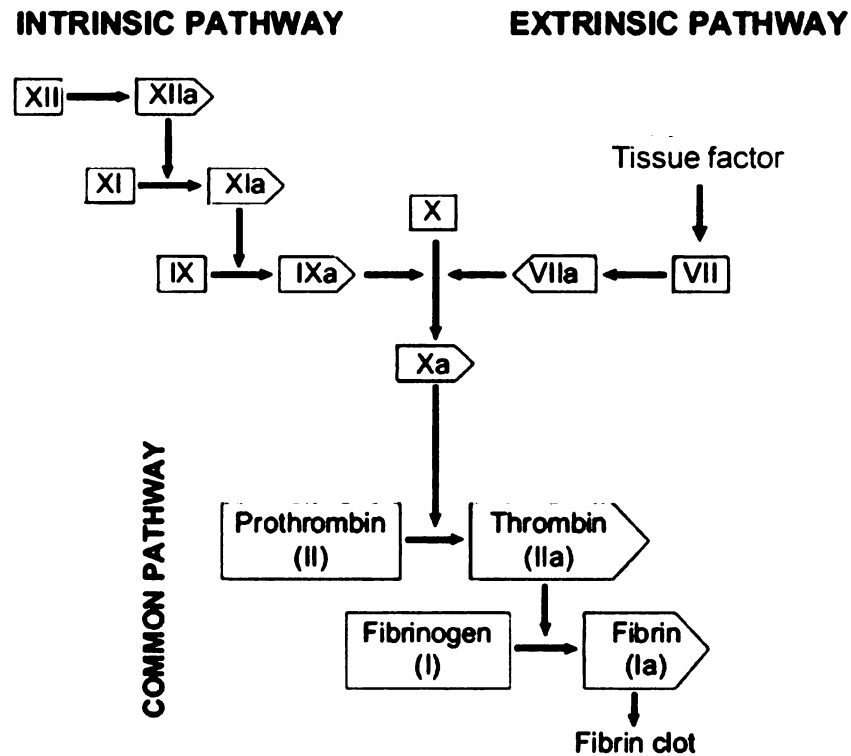 INTRINSIC PATHWAY
EXTRINSIC PATHWAY
XII
XIIa
Tissue factor
XI
XIa
X
IX
IXa
VIIa
VII
Xa
COMMON PATHWAY
Prothrombin
(II)
Thrombin
(IIa)
Fibrinogen
(I)
Fibrin
(Ia)
Fibrin clot